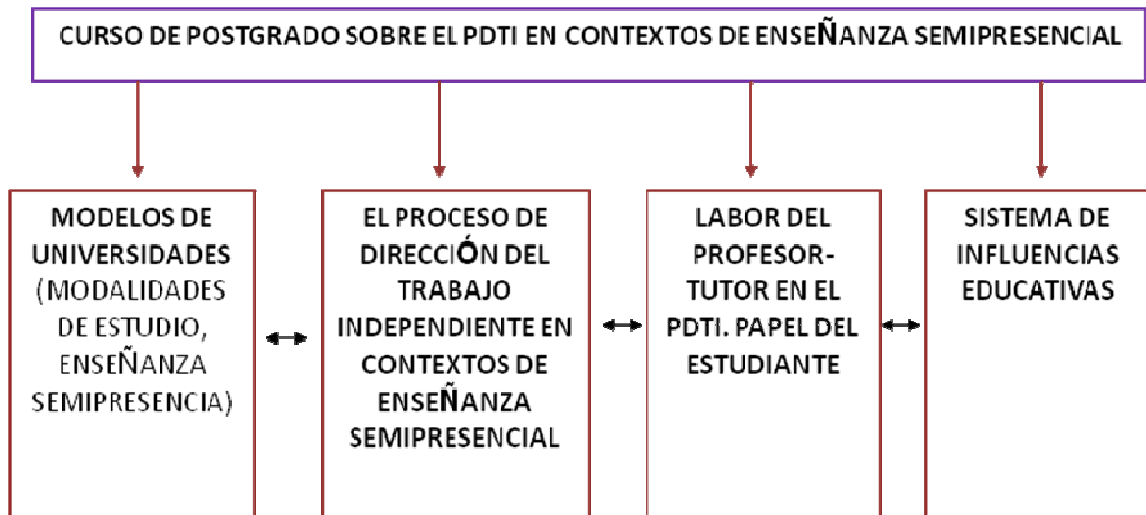 CURSO DE POSTGRADO SOBRE EL PDTI EN CONTEXTOS DE ENSEÑANZA SEMIPRESENCIAL
MODELOS DE
UNIVERSIDADES
(MODALIDADES
DE ESTUDIO,
ENSEÑANZA
SEMIPRESENCIA)
EL PROCESO DE
DIRECCIÓN DEL
TRABAJO
INDEPENDIENTE EN
CONTEXTOS DE
ENSEÑANZA
SEMIPRESENCIAL
LABOR DEL
PROFESOR-
TUTOR EN EL
PDTI. PAPEL DEL
ESTUDIANTE
SISTEMA DE
INFLUENCIAS
EDUCATIVAS